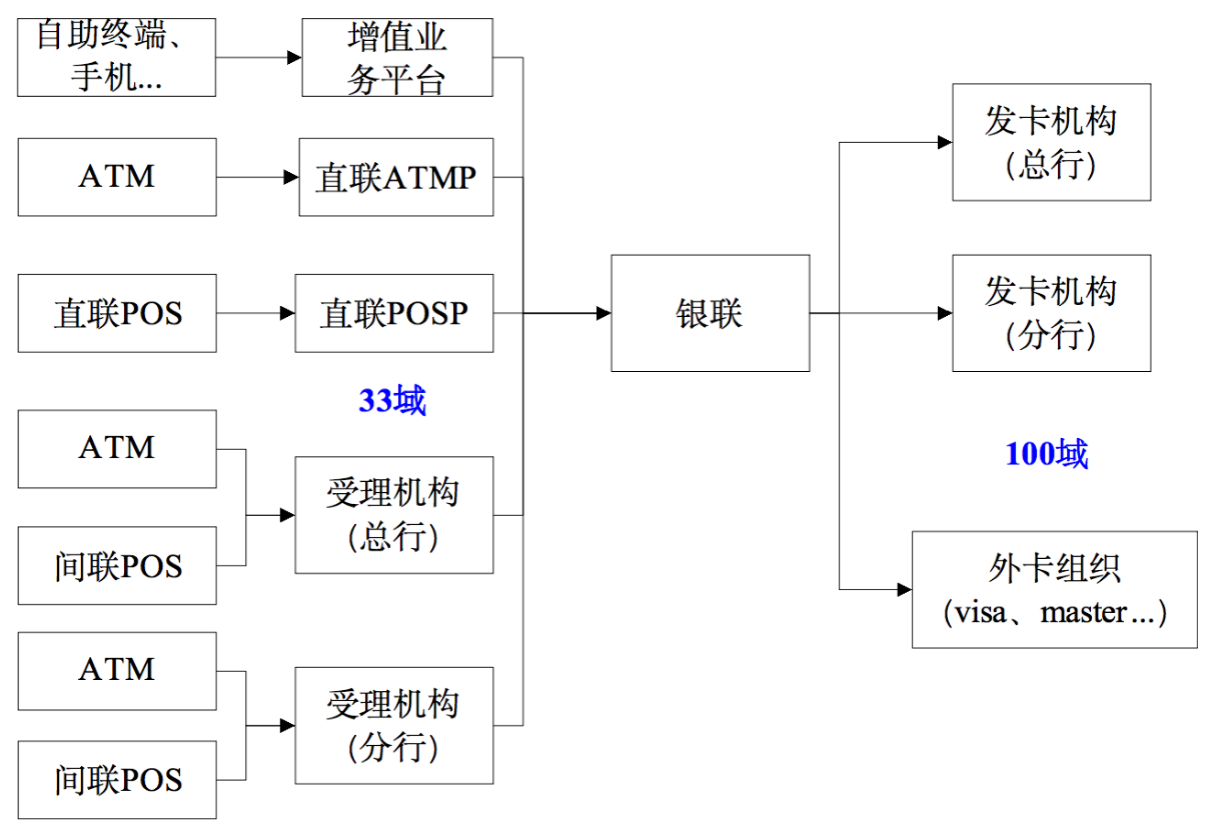 自助终端、
手机...
增值业
务平台
ATM
直联ATMP
直联POS
直联POSP
33域
ATM
间联POS
受理机构
(总行)
ATM
间联POS
受理机构
(分行)
银联
发卡机构
(总行)
发卡机构
(分行)
100域
外卡组织
(visa、master...)